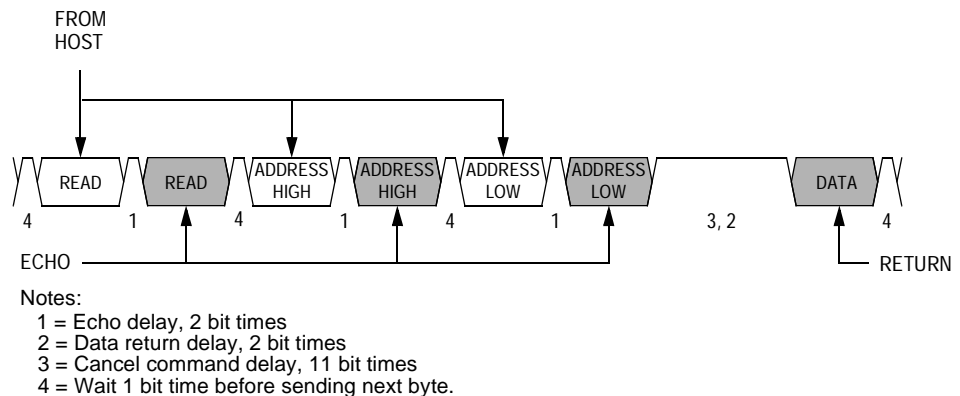 FROM
HOST
READ
READ
ADDRESS
HIGH
ADDRESS
HIGH
ADDRESS
LOW
ADDRESS
LOW
DATA
4 1 4 1 4 1 3, 2 4
ECHO
RETURN
Notes:
1 = Echo delay, 2 bit times
2 = Data return delay, 2 bit times
3 = Cancel command delay, 11 bit times
4 = Wait 1 bit time before sending next byte.